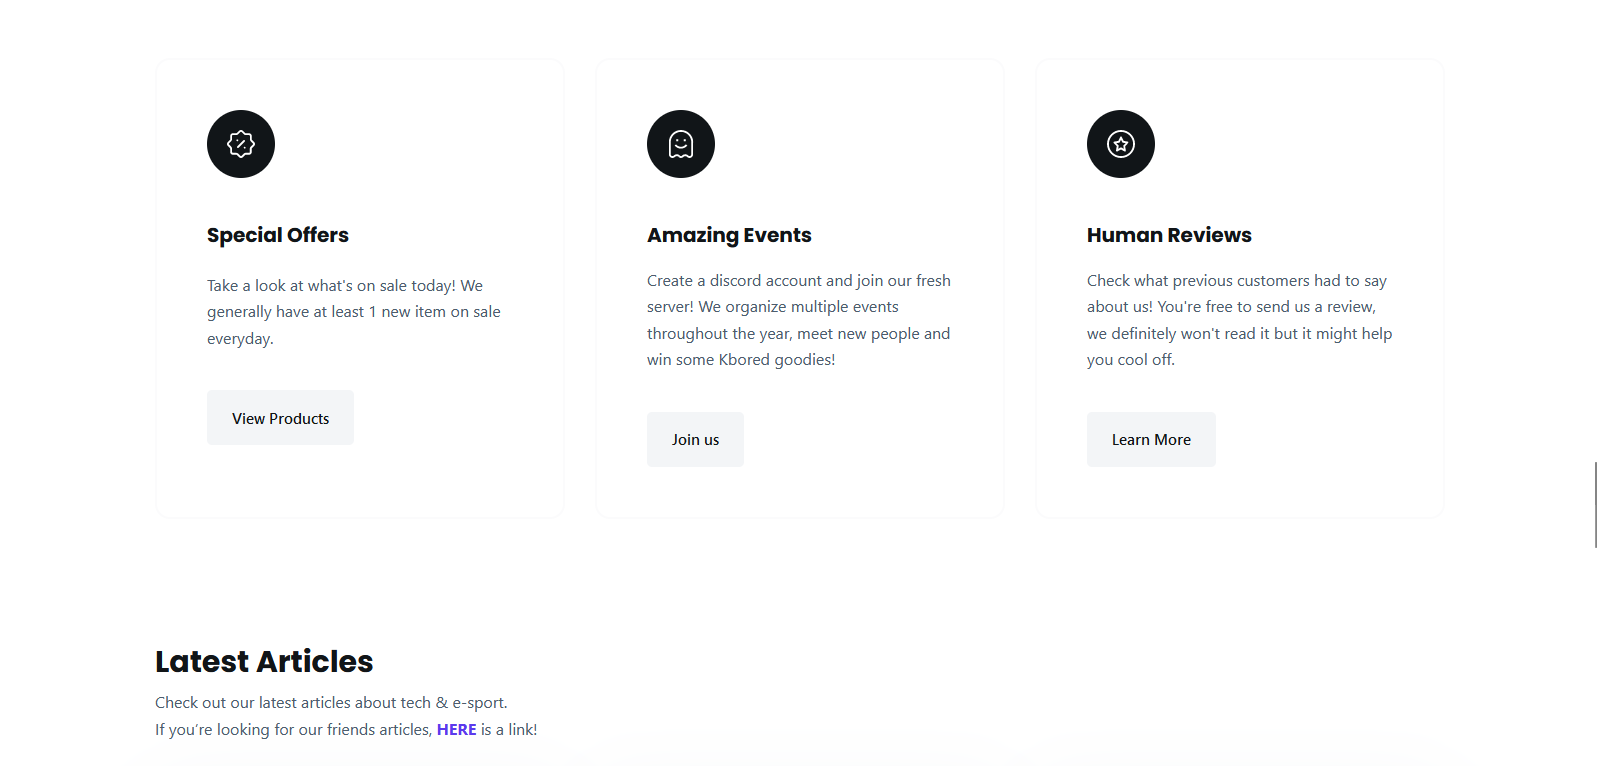 Special Offers
Take a look at what's on sale today! We
generally have at least 1 new item on sale
everyday.
View Products
Amazing Events
Create a discord account and join our fresh
server! We organize multiple events
throughout the year, meet new people and
win some Kbored goodies!
Join us
Human Reviews
Check what previous customers had to say
about us! You're free to send us a review,
we definitely won't read it but it might help
you cool off.
Learn More
Latest Articles
Check out our latest articles about tech & e-sport.
If you’re looking for our friends articles, HERE is a link!